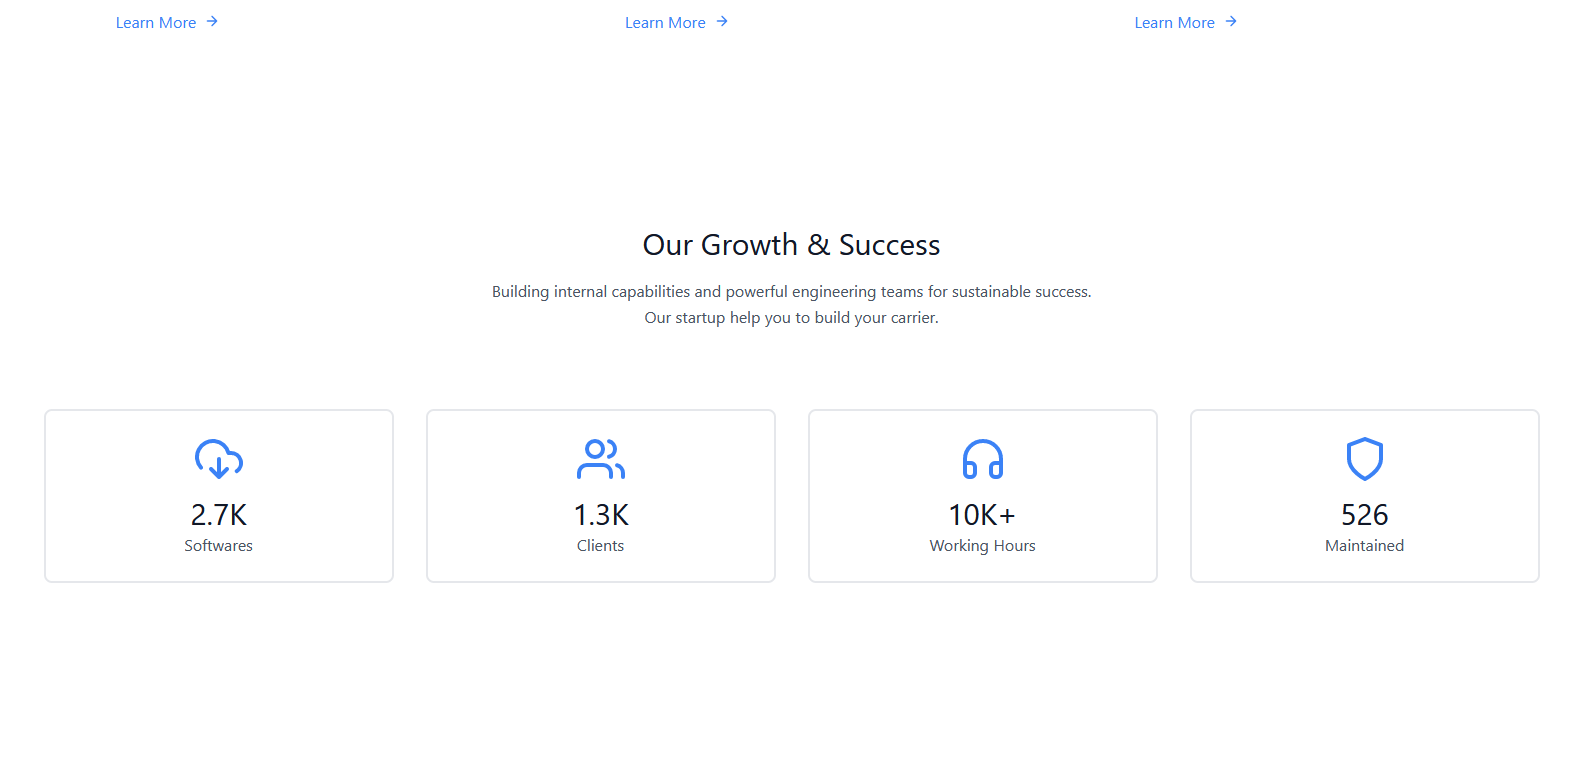 Learn More
Learn More
Learn More
Our Growth & Success
Building internal capabilities and powerful engineering teams for sustainable success.
Our startup help you to build your carrier.
2.7K
Softwares
1.3K
Clients
10K+
Working Hours
526
Maintained